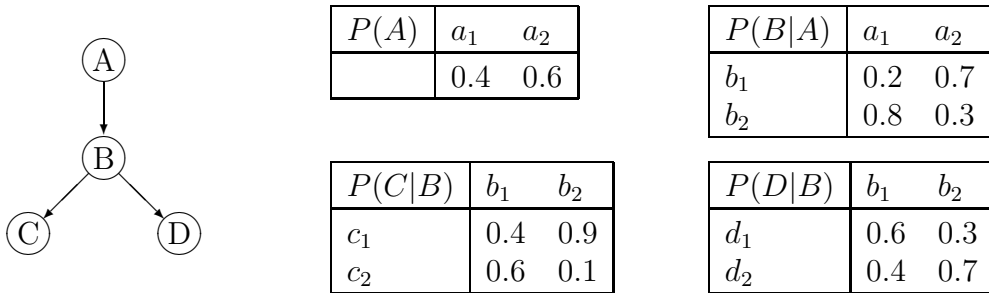 A
B
C
D
P(A) a₁ a₂
0.4 0.6
P(B|A) a₁ a₂
b₁ 0.2 0.7
b₂ 0.8 0.3
P(C|B) b₁ b₂
c₁ 0.4 0.9
c₂ 0.6 0.1
P(D|B) b₁ b₂
d₁ 0.6 0.3
d₂ 0.4 0.7